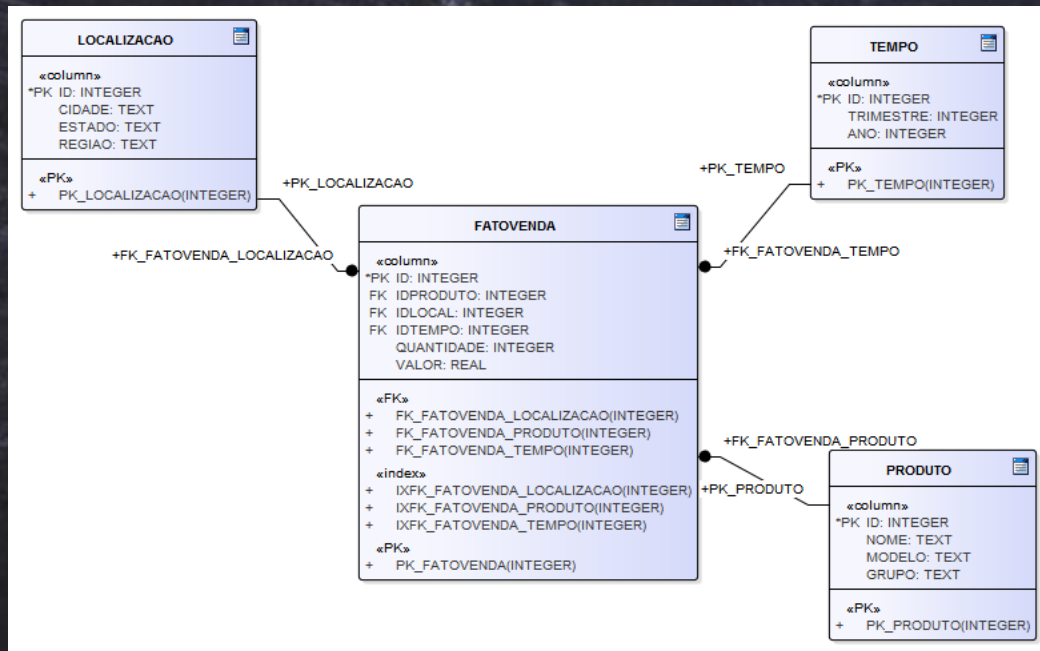 LOCALIZACAO
«column»
*PK ID: INTEGER
CIDADE: TEXT
ESTADO: TEXT
REGIAO: TEXT
«PK»
+ PK_LOCALIZACAO(INTEGER)
TEMPO
«column»
*PK ID: INTEGER
TRIMESTRE: INTEGER
ANO: INTEGER
«PK»
+ PK_TEMPO(INTEGER)
+PK_LOCALIZACAO
+FK_FATOVENDA_LOCALIZACAO
+PK_TEMPO
+FK_FATOVENDA_TEMPO
FATOVENDA
«column»
*PK ID: INTEGER
FK IDPRODUTO: INTEGER
FK IDLOCAL: INTEGER
FK IDTEMPO: INTEGER
QUANTIDADE: INTEGER
VALOR: REAL
«FK»
+ FK_FATOVENDA_LOCALIZACAO(INTEGER)
+ FK_FATOVENDA_PRODUTO(INTEGER)
+ FK_FATOVENDA_TEMPO(INTEGER)
«index»
+ IXFK_FATOVENDA_LOCALIZACAO(INTEGER)
+ IXFK_FATOVENDA_PRODUTO(INTEGER)
+ IXFK_FATOVENDA_TEMPO(INTEGER)
«PK»
+ PK_FATOVENDA(INTEGER)
+FK_FATOVENDA_PRODUTO
+PK_PRODUTO
PRODUTO
«column»
*PK ID: INTEGER
NOME: TEXT
MODELO: TEXT
GRUPO: TEXT
«PK»
+ PK_PRODUTO(INTEGER)